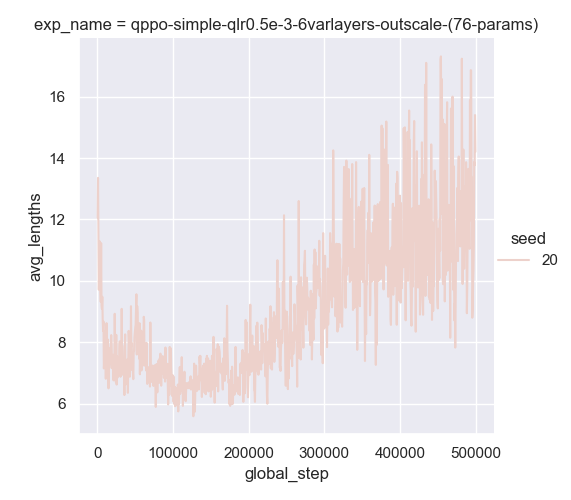 exp_name = qppo-simple-qlr0.5e-3-6varlayers-outscale-(76-params)
16
14
12
10
8
6
avg_lengths
0 100000 200000 300000 400000 500000
global_step
seed
20